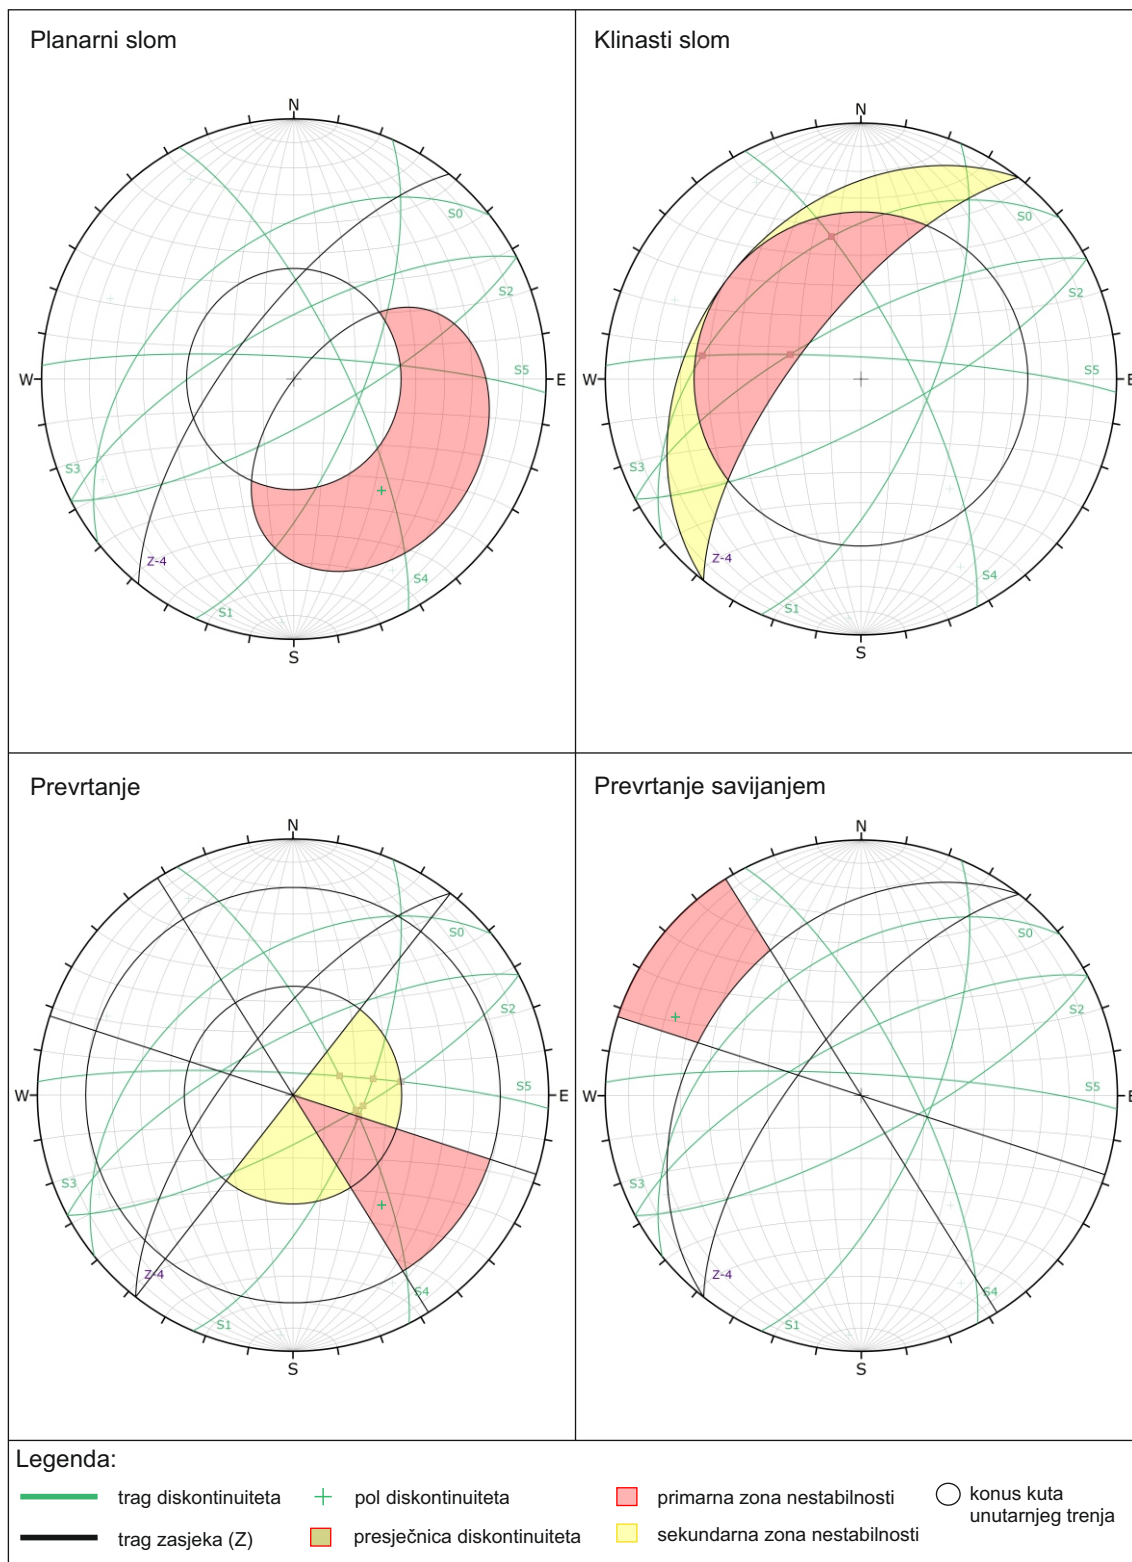 Planarni slom
N
S0
S2
S5
W
E
S3
Z-4
S4
S1
S
Klinasti slom
N
S0
S2
S5
W
E
S3
Z-4
S4
S1
S
Prevrtanje
N
S0
S2
S5
W
E
S3
Z-4
S4
S1
S
Prevrtanje savijanjem
N
S0
S2
S5
W
E
S3
Z-4
S4
S1
S
Legenda:
trag diskontinuiteta
pol diskontinuiteta
primarna zona nestabilnosti
konus kuta
unutarnjeg trenja
trag zasjeka (Z)
presječnica diskontinuiteta
sekundarna zona nestabilnosti